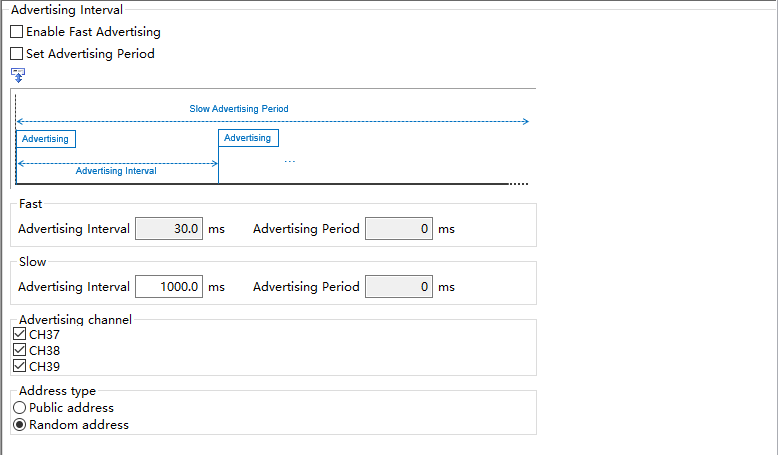 Advertising Interval
Enable Fast Advertising
Set Advertising Period
Slow Advertising Period
Advertising
Advertising
...
Advertising Interval
Fast
Advertising Interval 30.0 ms Advertising Period 0 ms
Slow
Advertising Interval 1000.0 ms Advertising Period 0 ms
Advertising channel
CH37
CH38
CH39
Address type
Public address
Random address